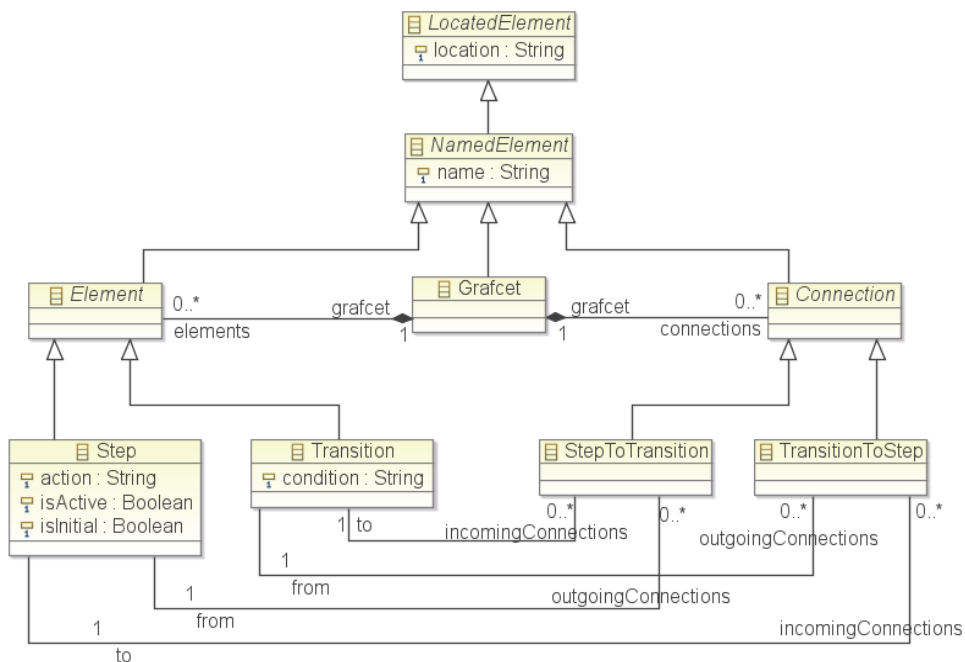 LocatedElement
location : String
NamedElement
name : String
Element
0..*
elements
grafcet
1
Grafcet
grafcet
1
0..*
connections
Connection
Step
action : String
isActive : Boolean
isInitial : Boolean
Transition
condition : String
StepToTransition
TransitionToStep
1 to
0..*
incomingConnections
0..*
0..*
outgoingConnections
0..*
1
from
1
from
outgoingConnections
1
to
incomingConnections